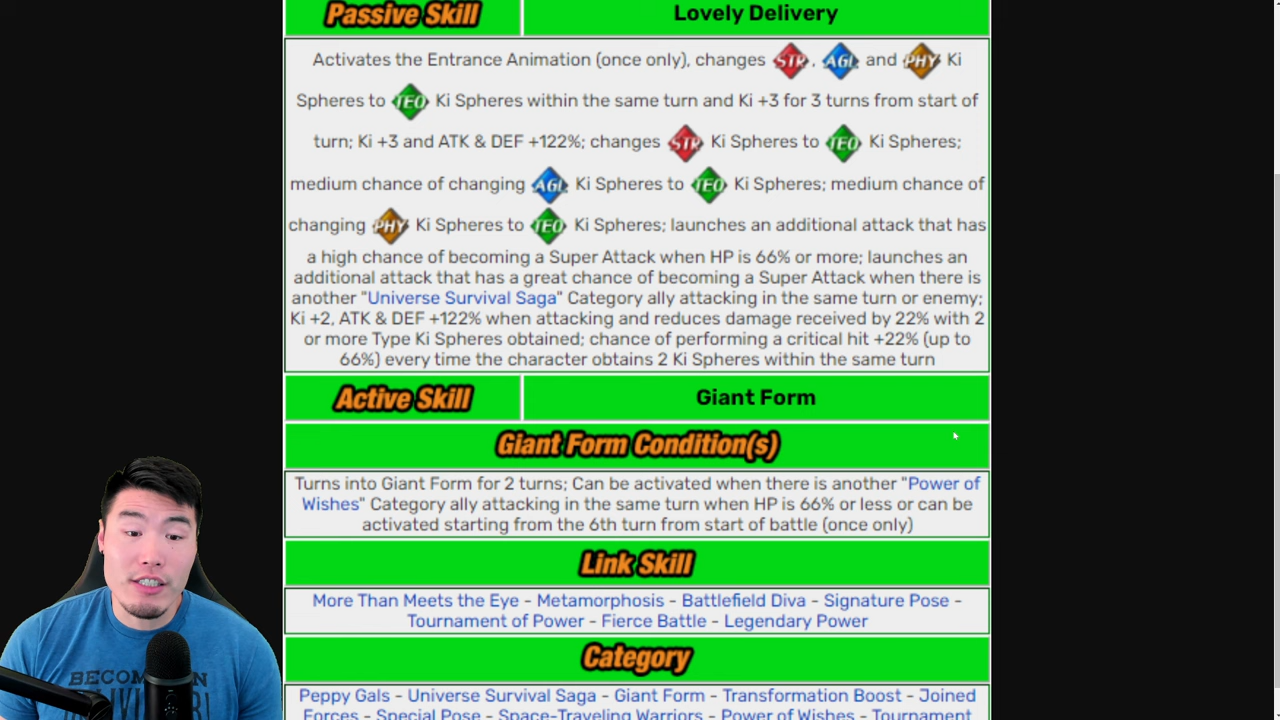 Passive Skill Lovely Delivery
Activates the Entrance Animation (once only), changes STR, AGL and PHY Ki
Spheres to TEQ Ki Spheres within the same turn and Ki +3 for 3 turns from start of
turn; Ki +3 and ATK & DEF +122%; changes STR Ki Spheres to TEQ Ki Spheres;
medium chance of changing AGL Ki Spheres to TEQ Ki Spheres; medium chance of
changing PHY Ki Spheres to TEQ Ki Spheres; launches an additional attack that has
a high chance of becoming a Super Attack when HP is 66% or more; launches an
additional attack that has a great chance of becoming a Super Attack when there is
another "Universe Survival Saga" Category ally attacking in the same turn or enemy;
Ki +2, ATK & DEF +122% when attacking and reduces damage received by 22% with 2
or more Type Ki Spheres obtained; chance of performing a critical hit +22% (up to
66%) every time the character obtains 2 Ki Spheres within the same turn
Active Skill Giant Form
Giant Form Condition(s)
Turns into Giant Form for 2 turns; Can be activated when there is another "Power of
Wishes" Category ally attacking in the same turn when HP is 66% or less or can be
activated starting from the 6th turn from start of battle (once only)
Link Skill
More Than Meets the Eye - Metamorphosis - Battlefield Diva - Signature Pose -
Tournament of Power - Fierce Battle - Legendary Power
Category
Peppy Gals - Universe Survival Saga - Giant Form - Transformation Boost - Joined
Forces - Special Pose - Space-Traveling Warriors - Power of Wishes - Tournament